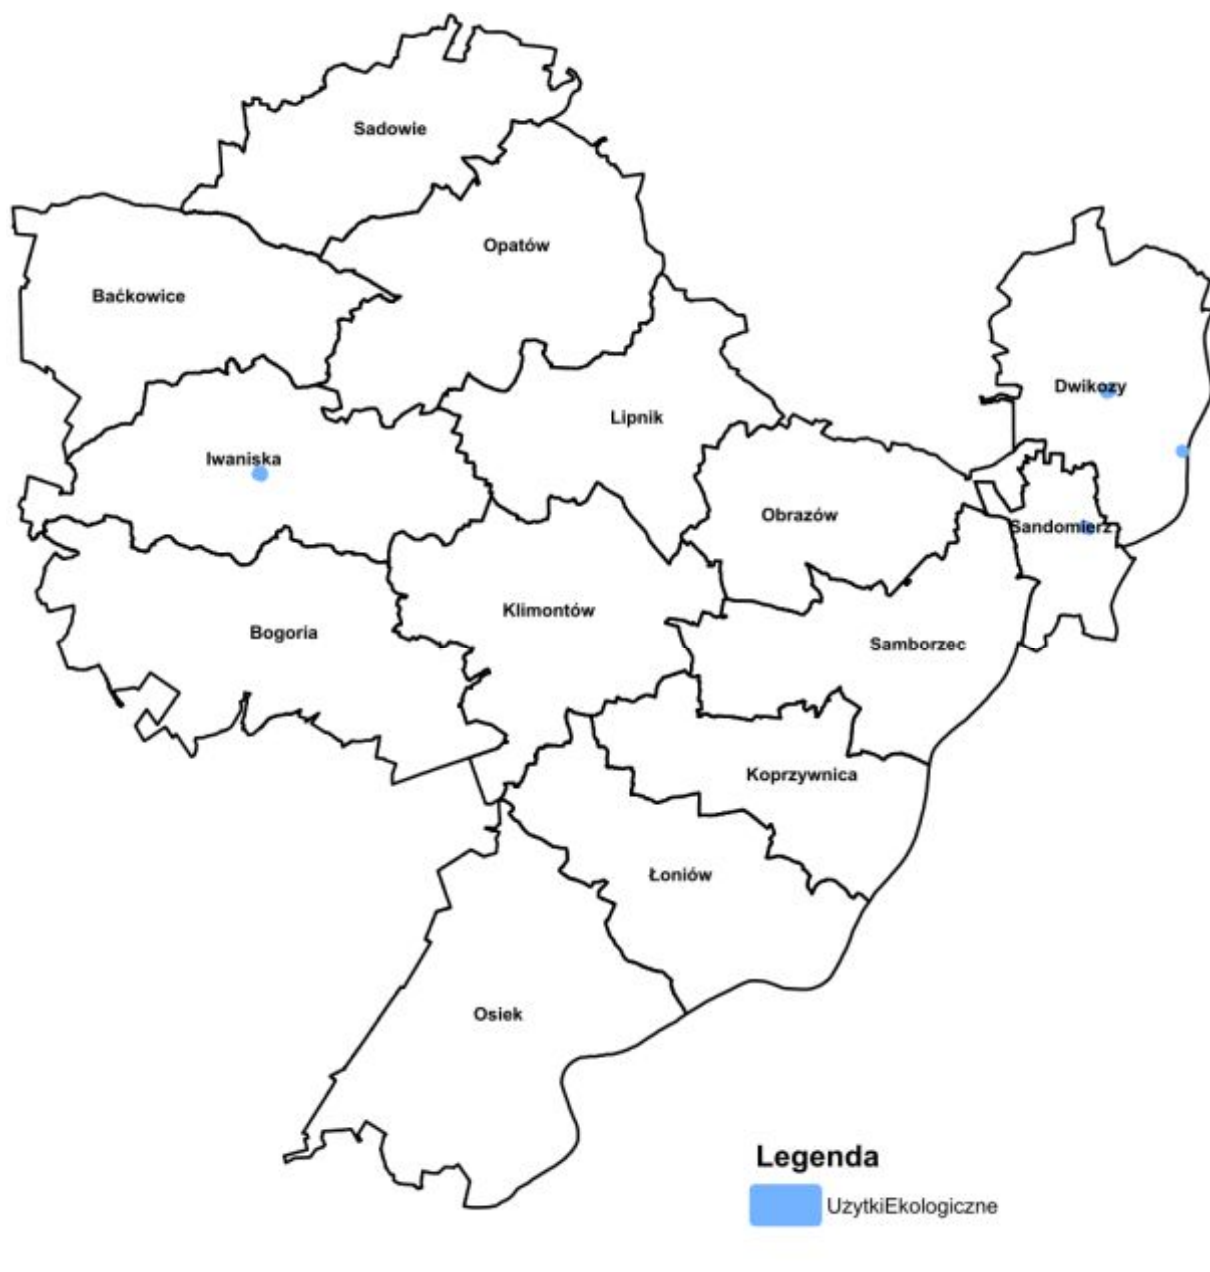 Sadowie
Opatów
Baćkowice
Dwikozy
Lipnik
Iwaniska
Obrazów
Sandomierz
Klimontów
Bogoria
Samborzec
Koprzywnica
Łoniów
Osiek
Legenda
UżytkiEkologiczne